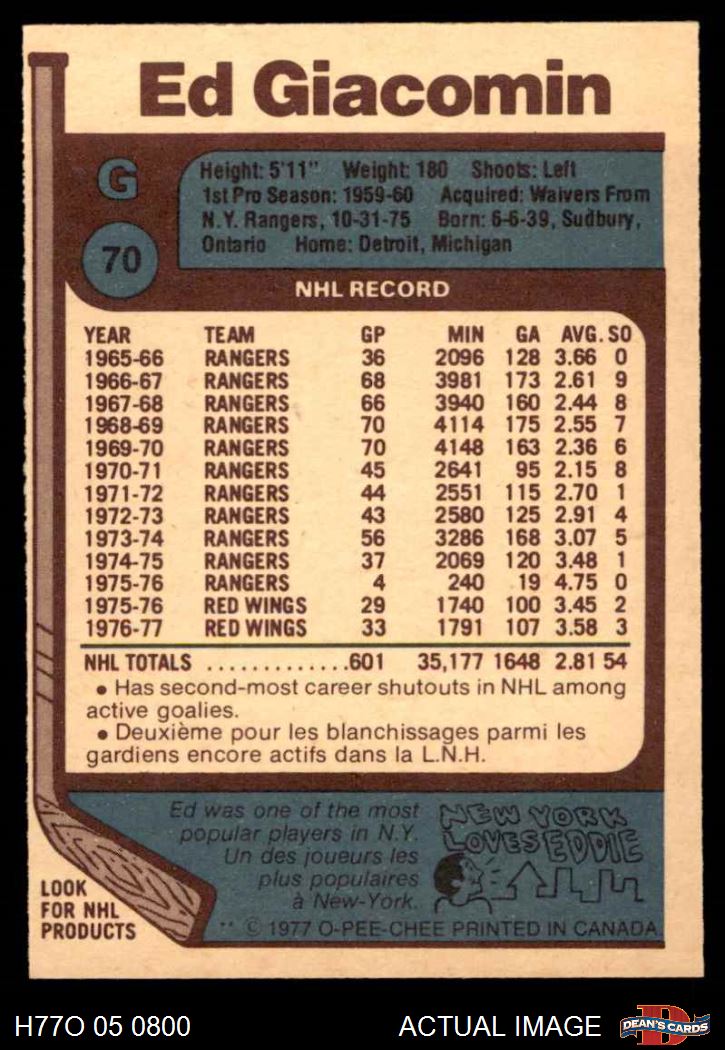 Ed Giacomin
G
70
Height: 5'11" Weight: 180 Shoots: Left
1st Pro Season: 1959-60 Acquired: Waivers From
N.Y. Rangers, 10-31-75 Born: 6-6-39, Sudbury,
Ontario Home: Detroit, Michigan
NHL RECORD
YEAR TEAM GP MIN GA AVG. SO
1965-66 RANGERS 36 2096 128 3.66 0
1966-67 RANGERS 68 3981 173 2.61 9
1967-68 RANGERS 66 3940 160 2.44 8
1968-69 RANGERS 70 4114 175 2.55 7
1969-70 RANGERS 70 4148 163 2.36 6
1970-71 RANGERS 45 2641 95 2.15 8
1971-72 RANGERS 44 2551 115 2.70 1
1972-73 RANGERS 43 2580 125 2.91 4
1973-74 RANGERS 56 3286 168 3.07 5
1974-75 RANGERS 37 2069 120 3.48 1
1975-76 RANGERS 4 240 19 4.75 0
1975-76 RED WINGS 29 1740 100 3.45 2
1976-77 RED WINGS 33 1791 107 3.58 3
NHL TOTALS .............601 35,177 1648 2.81 54
• Has second-most career shutouts in NHL among
active goalies.
• Deuxième pour les blanchissages parmi les
gardiens encore actifs dans la L.N.H.
Ed was one of the most
popular players in N.Y.
Un des joueurs les
plus populaires
à New-York.
NEW YORK
LOVES EDDIE
LOOK
FOR NHL
PRODUCTS
** © 1977 O-PEE-CHEE PRINTED IN CANADA
H77O 05 0800
ACTUAL IMAGE
D
DEAN'S CARDS